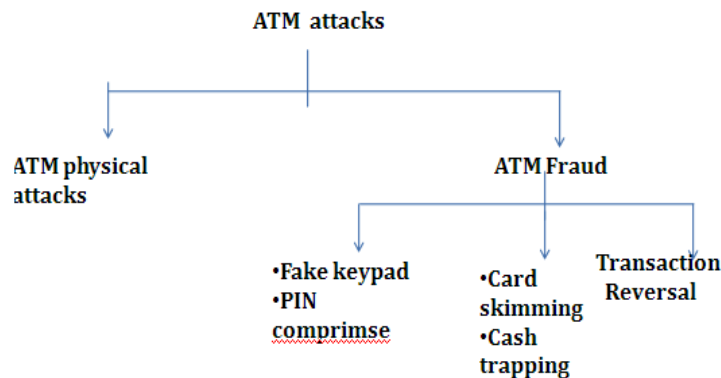 ATM attacks
ATM physical
attacks
ATM Fraud
•Fake keypad
•PIN
comprimse
•Card
skimming
•Cash
trapping
Transaction
Reversal